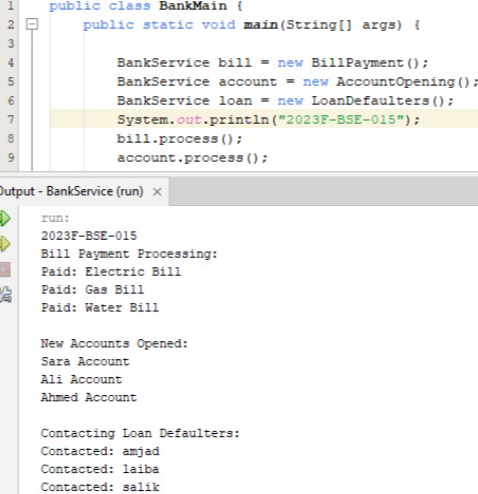 1 public class BankMain {
2 public static void main(String[] args) {
3
4 BankService bill = new BillPayment();
5 BankService account = new AccountOpening();
6 BankService loan = new LoanDefaulters();
7 System.out.println("2023F-BSE-015");
8 bill.process();
9 account.process();
Output - BankService (run) ×
run:
2023F-BSE-015
Bill Payment Processing:
Paid: Electric Bill
Paid: Gas Bill
Paid: Water Bill
New Accounts Opened:
Sara Account
Ali Account
Ahmed Account
Contacting Loan Defaulters:
Contacted: amjad
Contacted: laiba
Contacted: salik